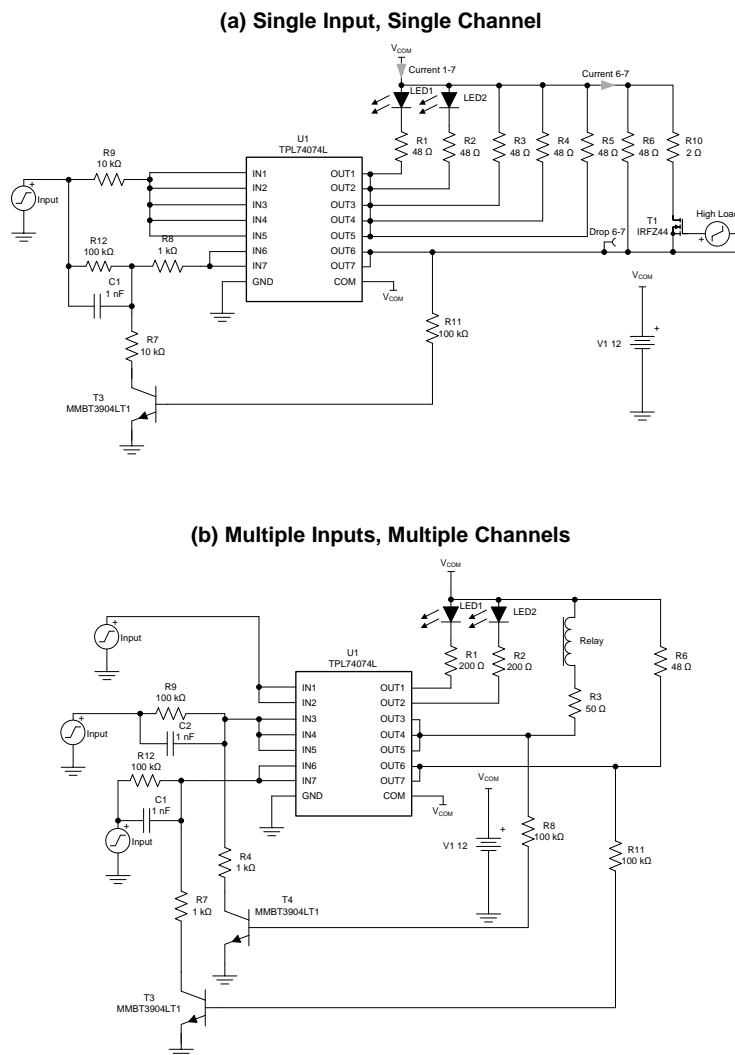 (a) Single Input, Single Channel
VCOM
Current 1-7
Current 6-7
LED1
LED2
R1
48 Ω
R2
48 Ω
R3
48 Ω
R4
48 Ω
R5
48 Ω
R6
48 Ω
R10
2 Ω
U1
TPL74074L
R9
10 kΩ
Input
R12
100 kΩ
R8
1 kΩ
C1
1 nF
IN1
IN2
IN3
IN4
IN5
IN6
IN7
GND
OUT1
OUT2
OUT3
OUT4
OUT5
OUT6
OUT7
COM
VCOM
Drop 6-7
T1
IRFZ44
High Load
R7
10 kΩ
R11
100 kΩ
VCOM
V1 12
T3
MMBT3904LT1
(b) Multiple Inputs, Multiple Channels
VCOM
LED1
LED2
Input
Relay
U1
TPL74074L
R1
200 Ω
R2
200 Ω
R6
48 Ω
R9
100 kΩ
C2
1 nF
Input
R3
50 Ω
R12
100 kΩ
C1
1 nF
Input
IN1
IN2
IN3
IN4
IN5
IN6
IN7
GND
OUT1
OUT2
OUT3
OUT4
OUT5
OUT6
OUT7
COM
VCOM
VCOM
V1 12
R8
100 kΩ
R11
100 kΩ
R4
1 kΩ
R7
1 kΩ
T4
MMBT3904LT1
T3
MMBT3904LT1